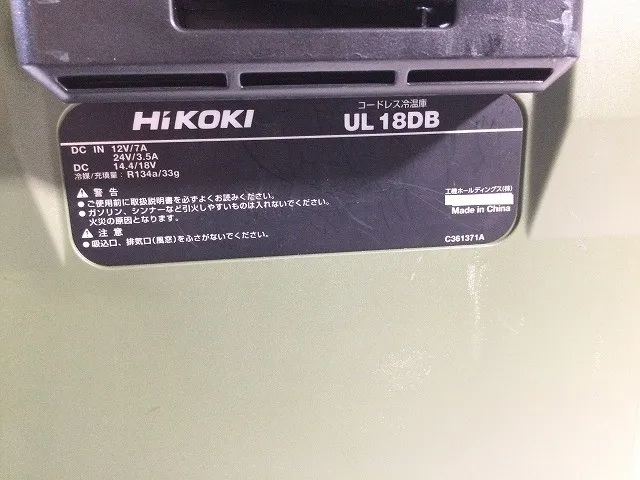 コードレス冷温庫
HiKOKI UL 18DB
DC IN 12V/7A
24V/3.5A
DC 14.4/18V
冷媒/充填量: R134a/33g
警告
●ご使用前に取扱説明書を必ずよくお読みください。
●ガソリン、シンナーなど引火しやすいものは入れないでください。
火災の原因となります。
注意
●吸込口、排気口(風窓)をふさがないでください。
工機ホールディングス(株)
Made in China
C361371A